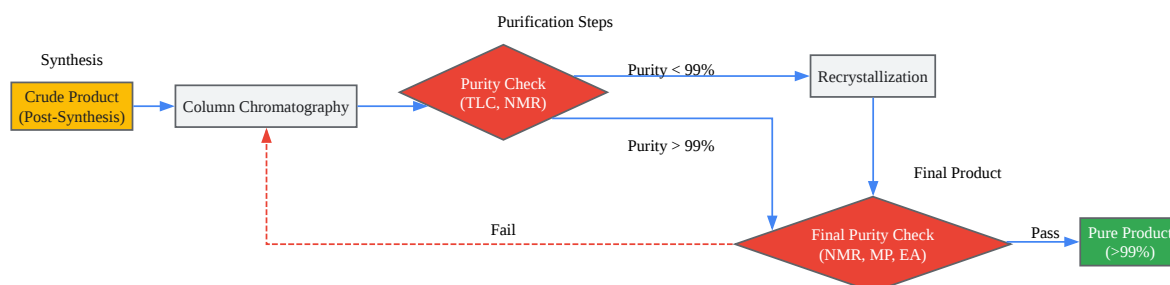 Purification Steps
Synthesis
Crude Product
(Post-Synthesis)
Column Chromatography
Purity Check
(TLC, NMR)
Purity < 99%
Recrystallization
Purity > 99%
Final Product
Fail
Final Purity Check
(NMR, MP, EA)
Pass
Pure Product
(>99%)